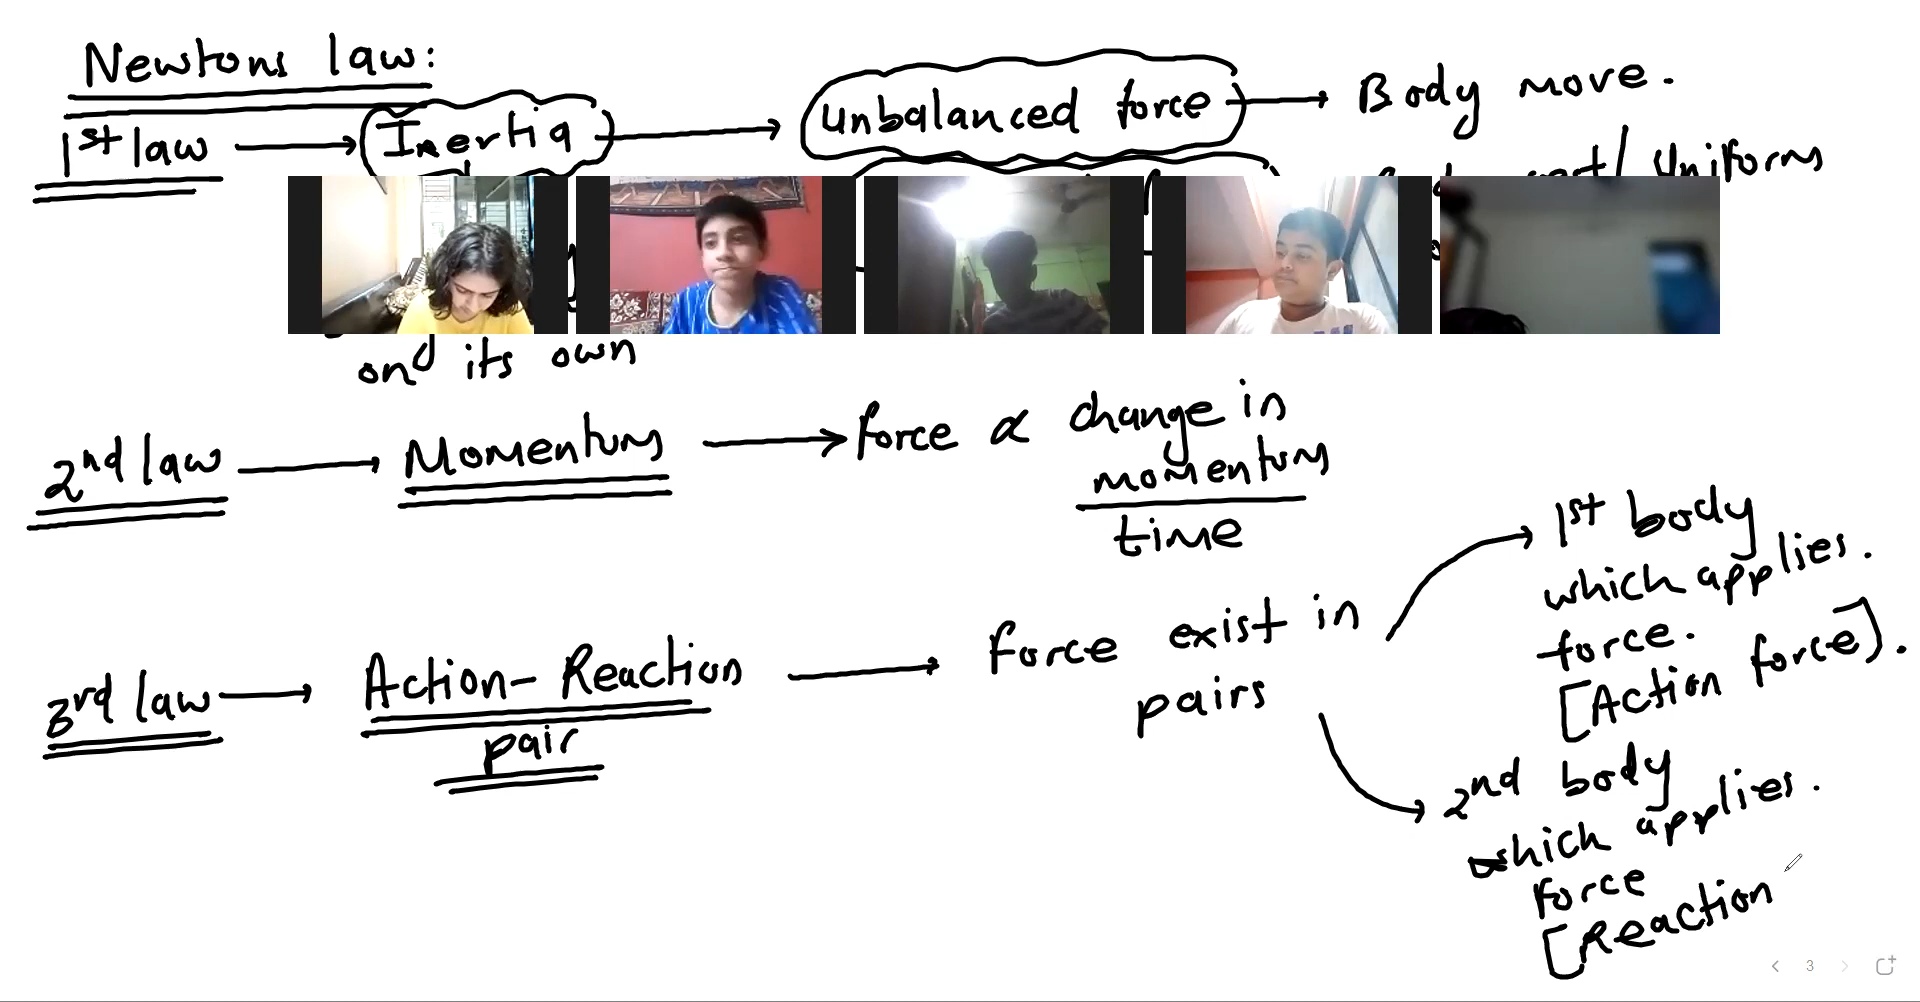 Newtons law:
1st law → Inertia → Unbalanced force → Body move.
Uniform
and its own
2nd law → Momentum → force ∝ change in
momentum
time
3rd law → Action-Reaction
pair
→ force exist in
pairs
→ 1st body
which applies.
force.
[Action force].
→ 2nd body
which applies.
force
[Reaction
3